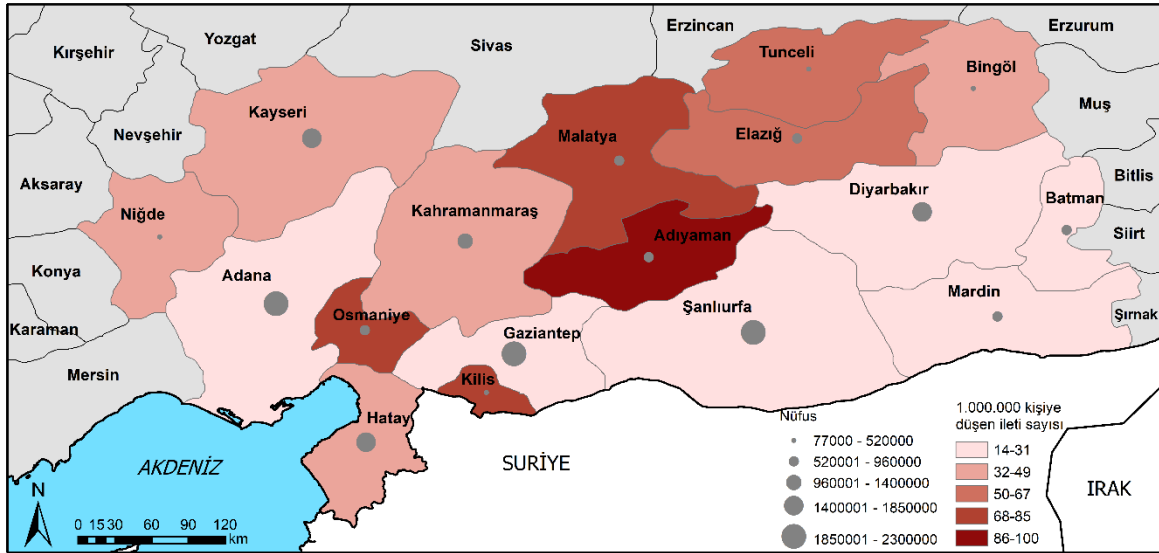 Yozgat
Sivas
Erzincan
Erzurum
Kırşehir
Tunceli
Bingöl
Kayseri
Muş
Nevşehir
Malatya
Elazığ
Aksaray
Bitlis
Diyarbakır
Batman
Niğde
Kahramanmaraş
Adıyaman
Siirt
Konya
Adana
Mardin
Şanlıurfa
Osmaniye
Şırnak
Karaman
Gaziantep
Mersin
Kilis
Hatay
AKDENİZ
SURİYE
IRAK
N
0 15 30 60 90 120
km
Nüfus
77000 - 520000
520001 - 960000
960001 - 1400000
1400001 - 1850000
1850001 - 2300000
1.000.000 kişiye
düşen ileti sayısı
14-31
32-49
50-67
68-85
86-100